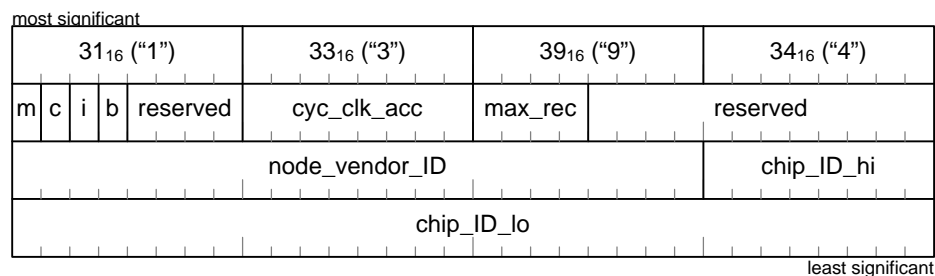 most significant
31₁₆ (“1”) 33₁₆ (“3”) 39₁₆ (“9”) 34₁₆ (“4”)
m c i b reserved cyc_clk_acc max_rec reserved
node_vendor_ID chip_ID_hi
chip_ID_lo
least significant